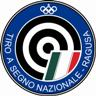 TIRO A SEGNO NAZIONALE - RAGUSA